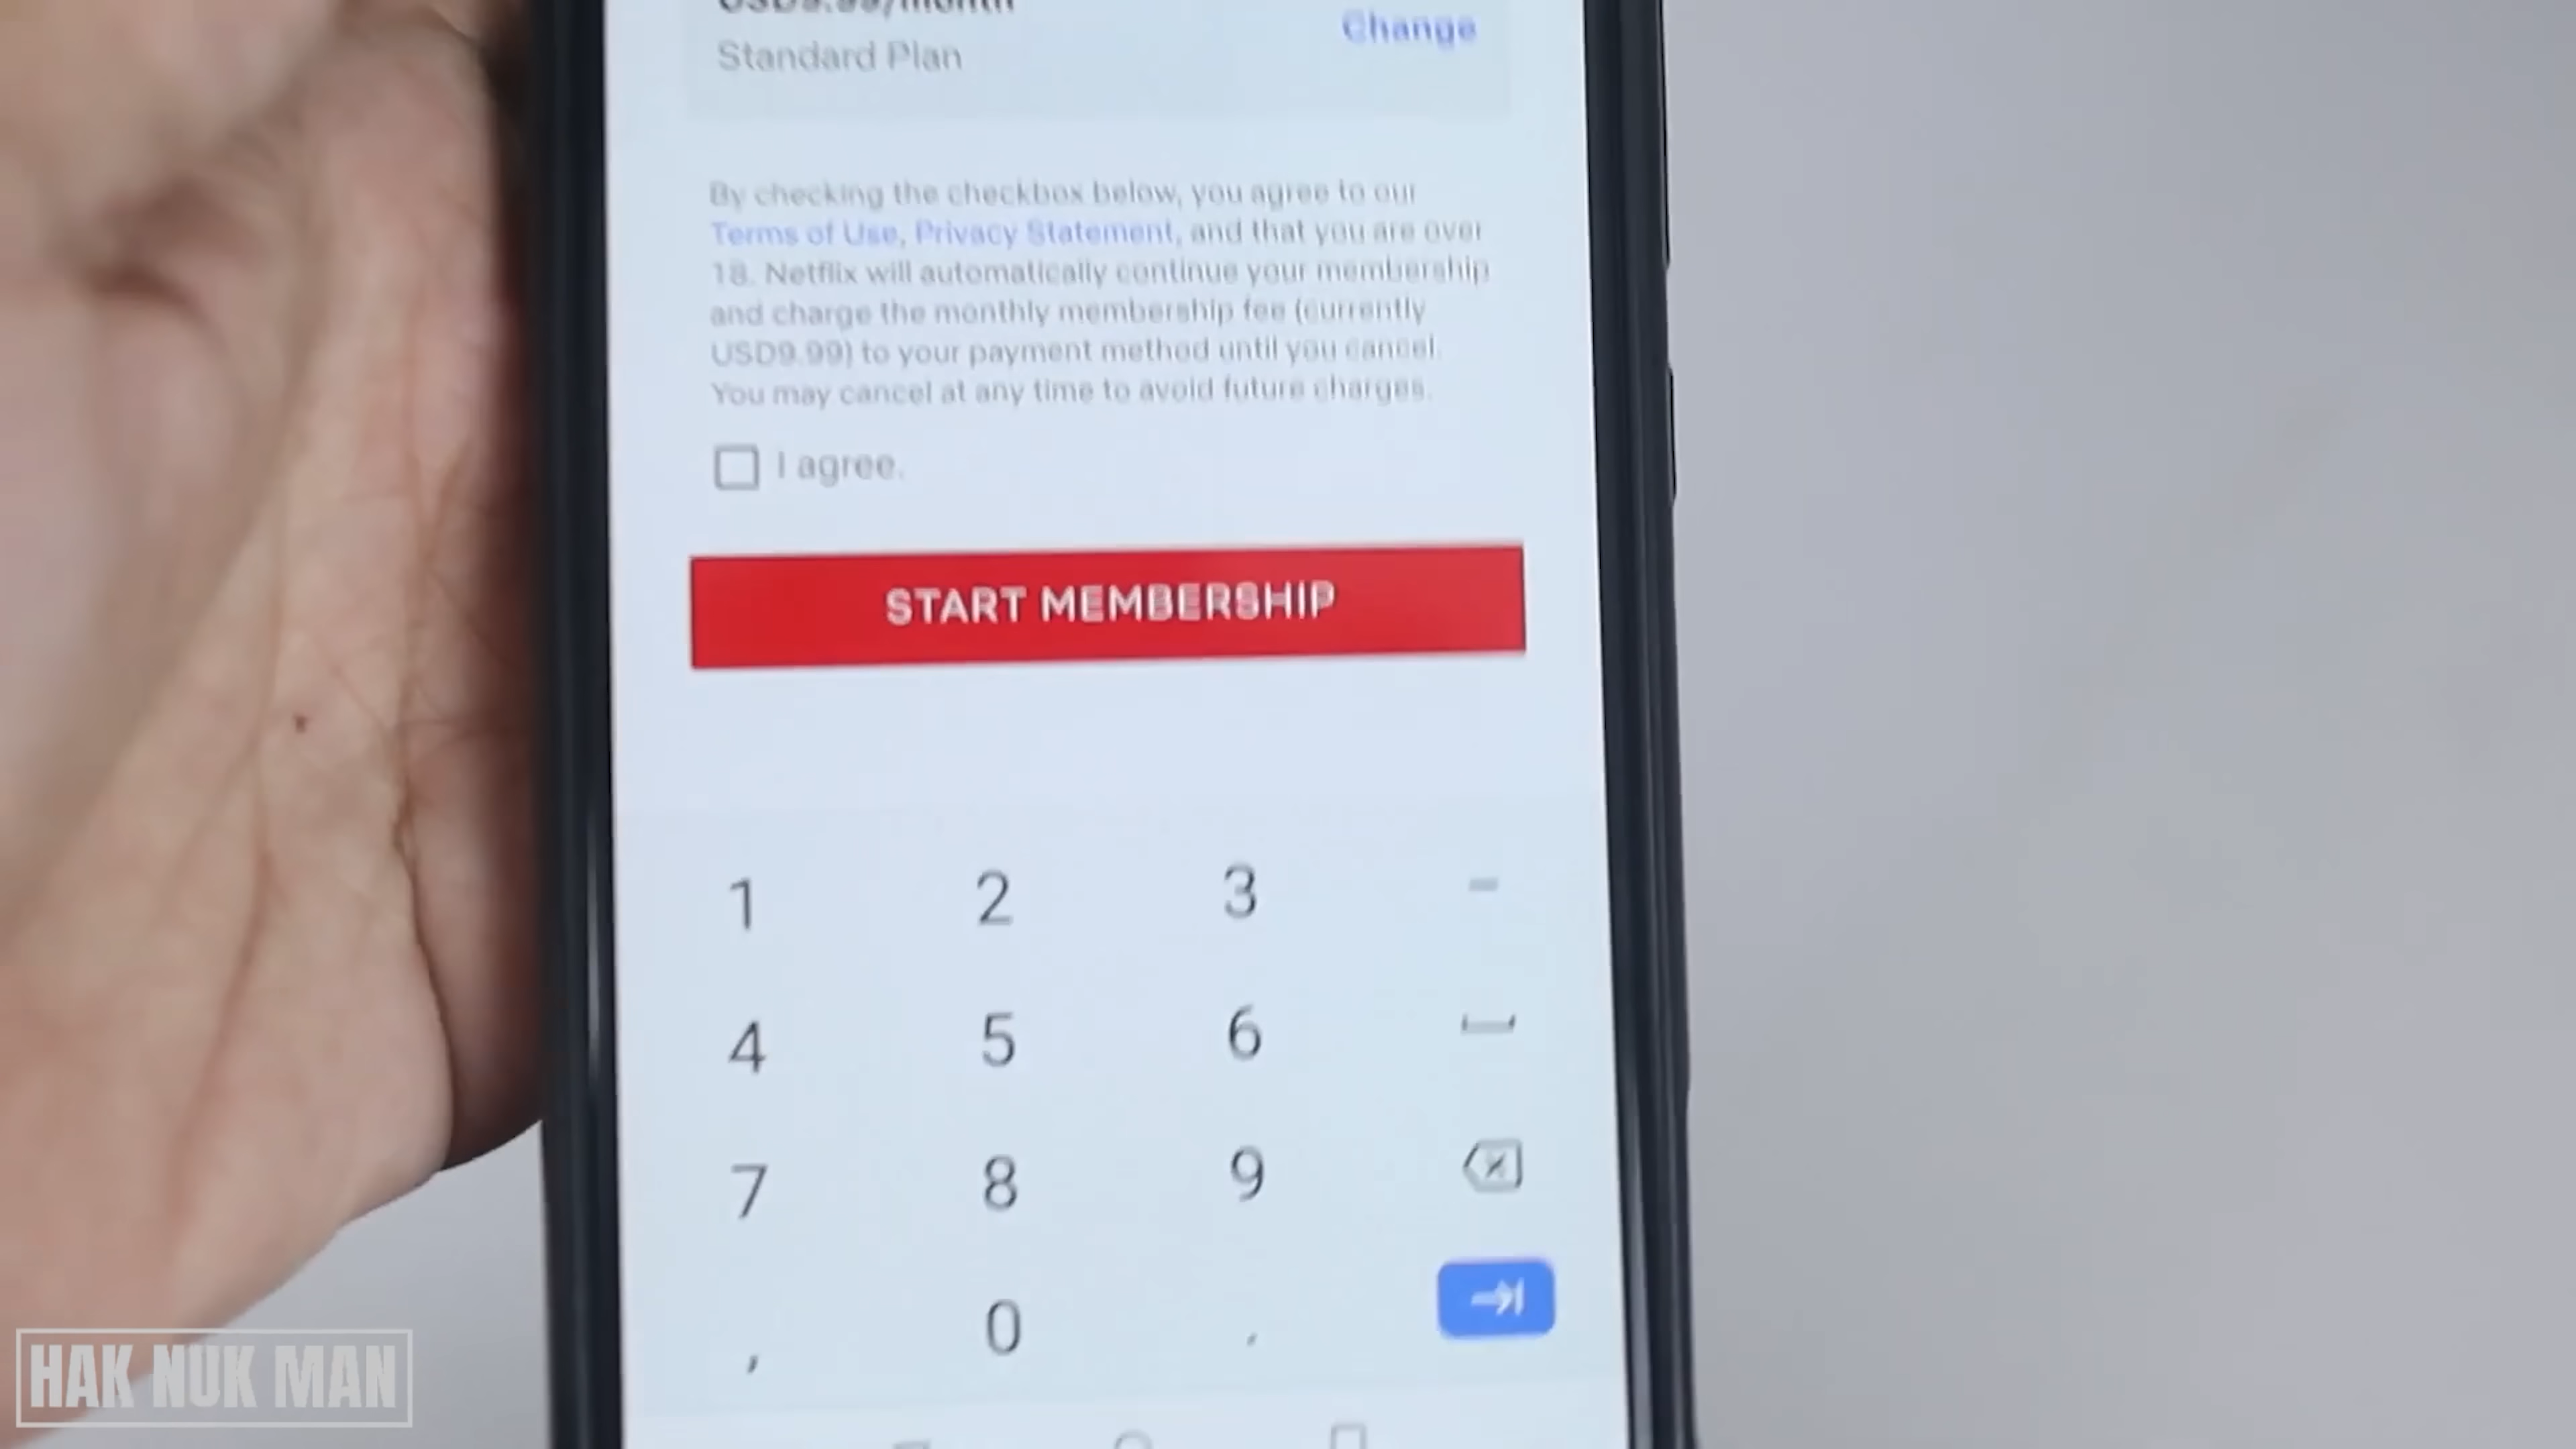 USD9.99/month
Standard Plan
Change
By checking the checkbox below, you agree to our
Terms of Use, Privacy Statement, and that you are over
18. Netflix will automatically continue your membership
and charge the monthly membership fee (currently
USD9.99) to your payment method until you cancel.
You may cancel at any time to avoid future charges.
I agree.
START MEMBERSHIP
1 2 3 -
4 5 6
7 8 9
, 0 .
HAK NUK MAN